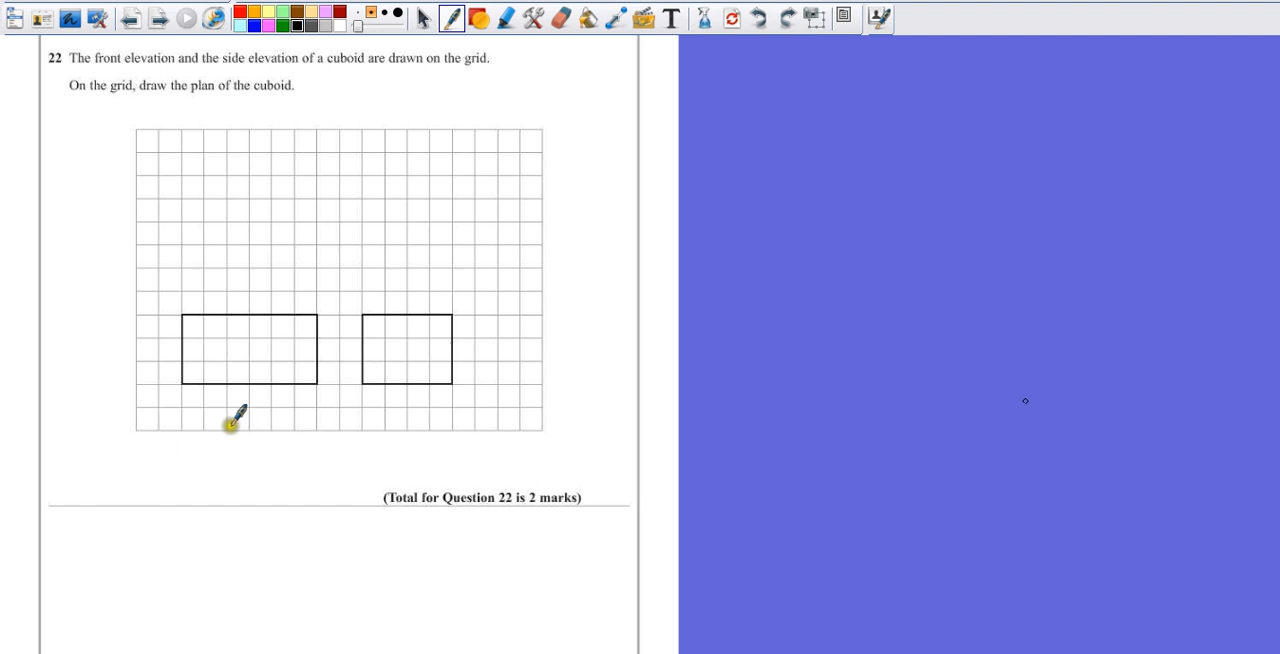 22 The front elevation and the side elevation of a cuboid are drawn on the grid.
On the grid, draw the plan of the cuboid.
(Total for Question 22 is 2 marks)